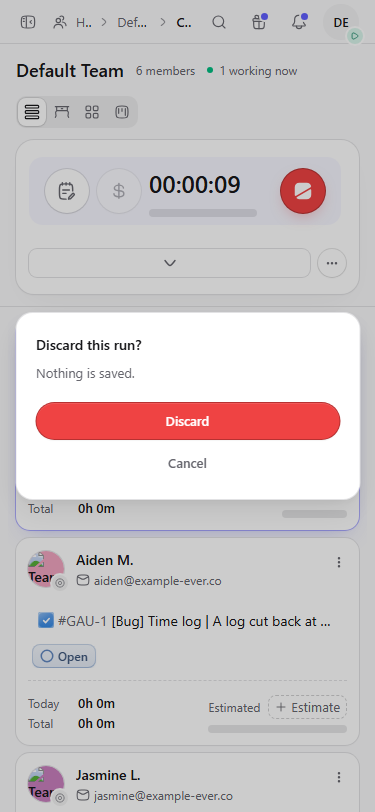 H..
Def..
C..
DE
Default Team
6 members
1 working now
$
00:00:09
Discard this run?
Nothing is saved.
Discard
Cancel
Total
0h 0m
Tear
Aiden M.
aiden@example-ever.co
#GAU-1 [Bug] Time log | A log cut back at ...
Open
Today
0h 0m
Estimated
+ Estimate
Total
0h 0m
Tear
Jasmine L.
jasmine@example-ever.co